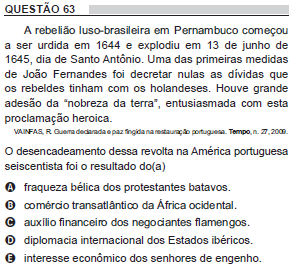 QUESTÃO 63
A rebelião luso-brasileira em Pernambuco começou
a ser urdida em 1644 e explodiu em 13 de junho de
1645, dia de Santo Antônio. Uma das primeiras medidas
de João Fernandes foi decretar nulas as dívidas que
os rebeldes tinham com os holandeses. Houve grande
adesão da “nobreza da terra”, entusiasmada com esta
proclamação heroica.
VAINFAS, R. Guerra declarada e paz fingida na restauração portuguesa. Tempo, n. 27, 2009.
O desencadeamento dessa revolta na América portuguesa
seiscentista foi o resultado do(a)
A fraqueza bélica dos protestantes batavos.
B comércio transatlântico da África ocidental.
C auxílio financeiro dos negociantes flamengos.
D diplomacia internacional dos Estados ibéricos.
E interesse econômico dos senhores de engenho.